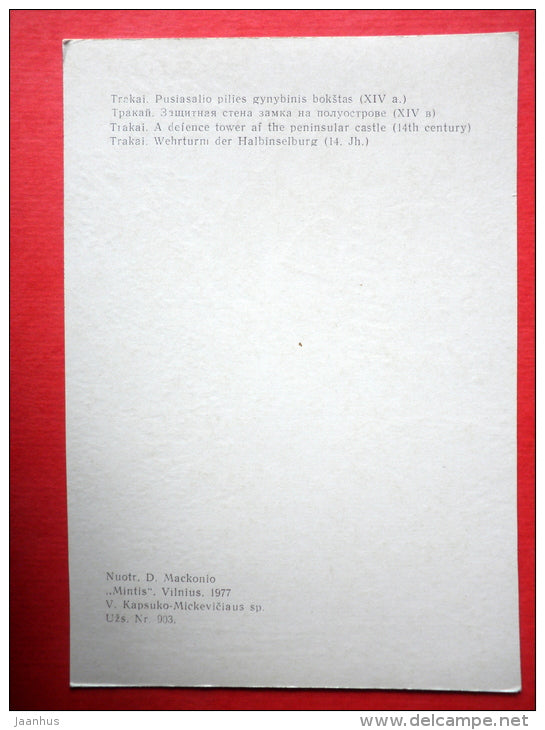 Trakai. Pusiasalio pilies gynybinis bokštas (XIV a.)
Тракай. Защитная стена замка на полуострове (XIV в)
Trakai. A defence tower af the peninsular castle (14th century)
Trakai. Wehrturm der Halbinselburg (14. Jh.)
Nuotr. D. Mackonio
„Mintis“, Vilnius, 1977
V. Kapsuko-Mickevičiaus sp.
Užs. Nr. 903.
jaanhus
www.delcampe.net